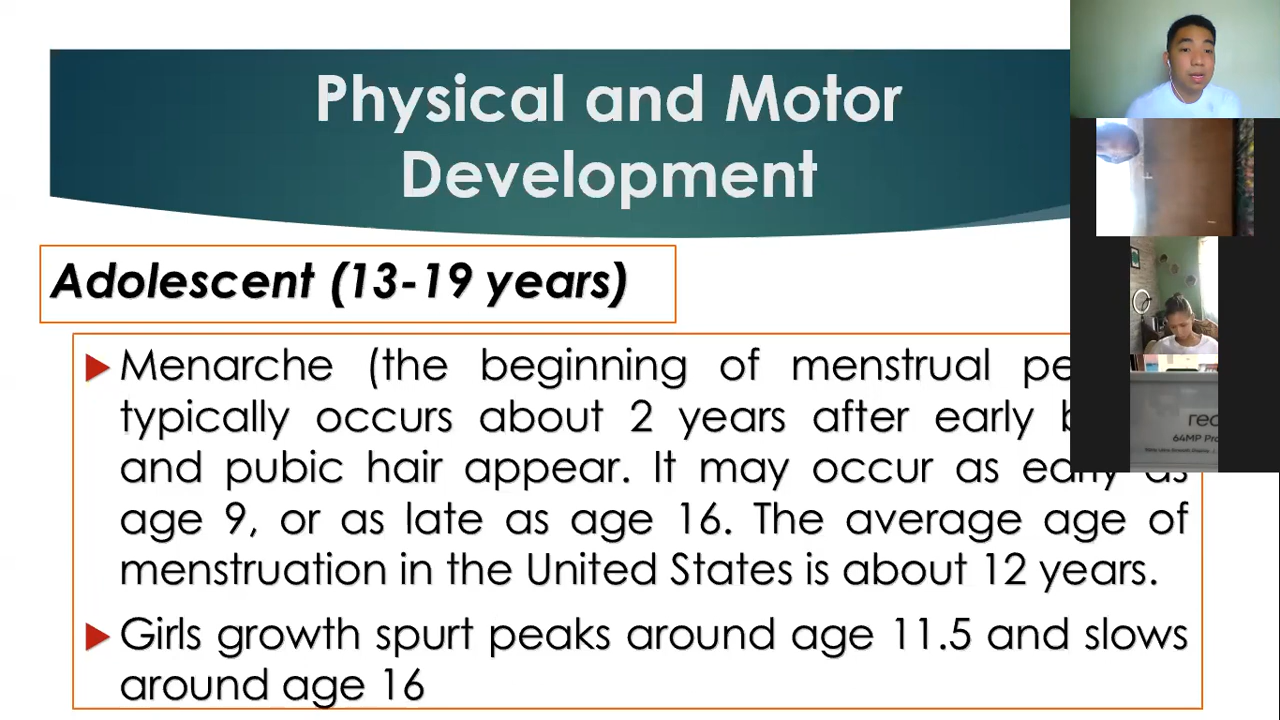 Physical and Motor
Development
Adolescent (13-19 years)
Menarche (the beginning of menstrual
typically occurs about 2 years after early
and pubic hair appear. It may occur as early as
age 9, or as late as age 16. The average age of
menstruation in the United States is about 12 years.
Girls growth spurt peaks around age 11.5 and slows
around age 16
64MP